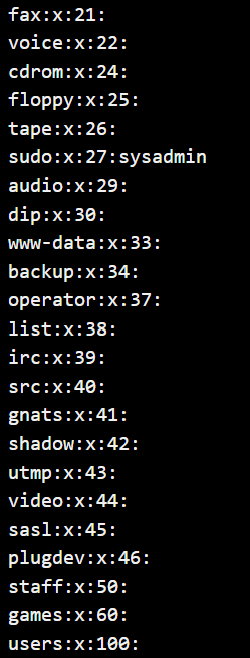 fax:x:21:
voice:x:22:
cdrom:x:24:
floppy:x:25:
tape:x:26:
sudo:x:27:sysadmin
audio:x:29:
dip:x:30:
www-data:x:33:
backup:x:34:
operator:x:37:
list:x:38:
irc:x:39:
src:x:40:
gnats:x:41:
shadow:x:42:
utmp:x:43:
video:x:44:
sasl:x:45:
plugdev:x:46:
staff:x:50:
games:x:60:
users:x:100: